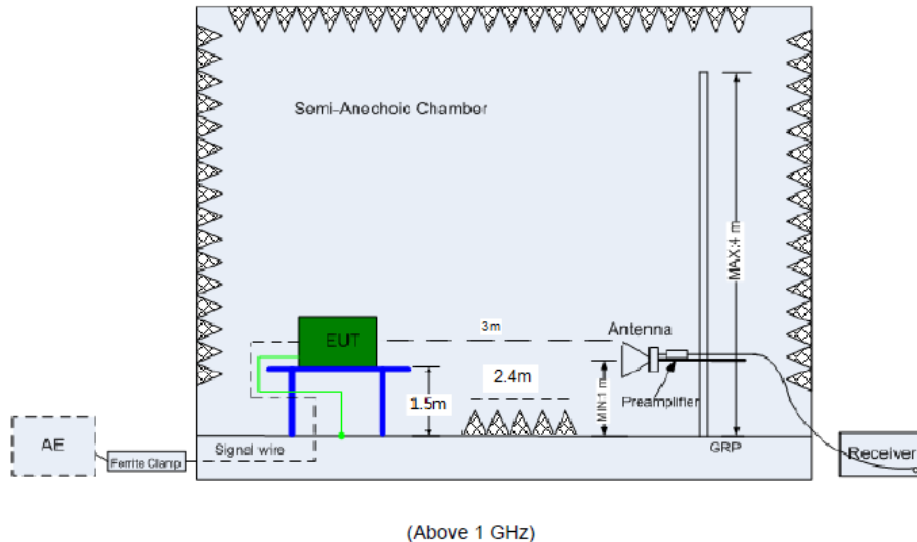 Semi-Anechoic Chamber
MAX:4 m
3m
Antenna
EUT
2.4m
MIN:1 m
1.5m
Preamplifier
AE
Signal wire
GRP
Receiver
Ferrite Clamp
(Above 1 GHz)